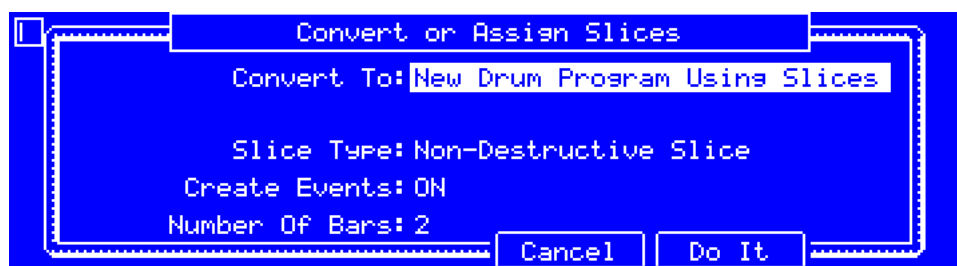 Convert or Assign Slices
Convert To:New Drum Program Using Slices
Slice Type:Non-Destructive Slice
Create Events:ON
Number Of Bars:2
Cancel Do It